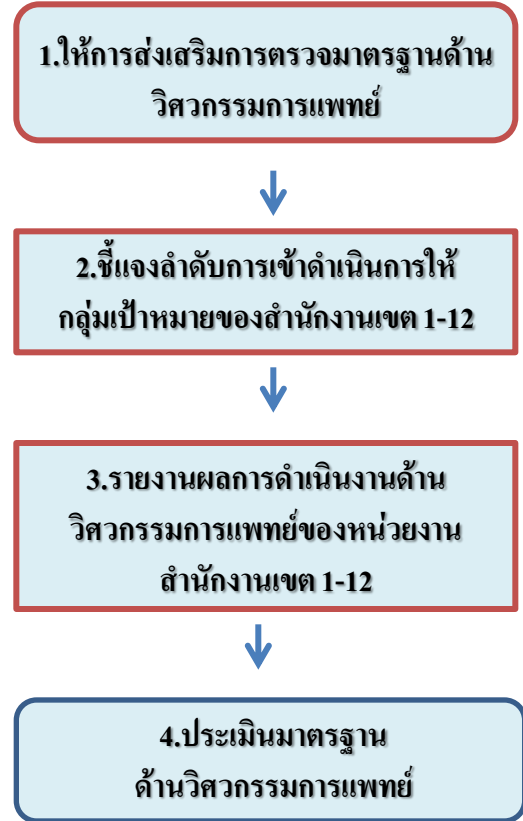 1.ให้การส่งเสริมการตรวจมาตรฐานด้าน
วิศวกรรมการแพทย์
2.ชี้แจงลำดับการเข้าดำเนินการให้
กลุ่มเป้าหมายของสำนักงานเขต 1-12
3.รายงานผลการดำเนินงานด้าน
วิศวกรรมการแพทย์ของหน่วยงาน
สำนักงานเขต 1-12
4.ประเมินมาตรฐาน
ด้านวิศวกรรมการแพทย์